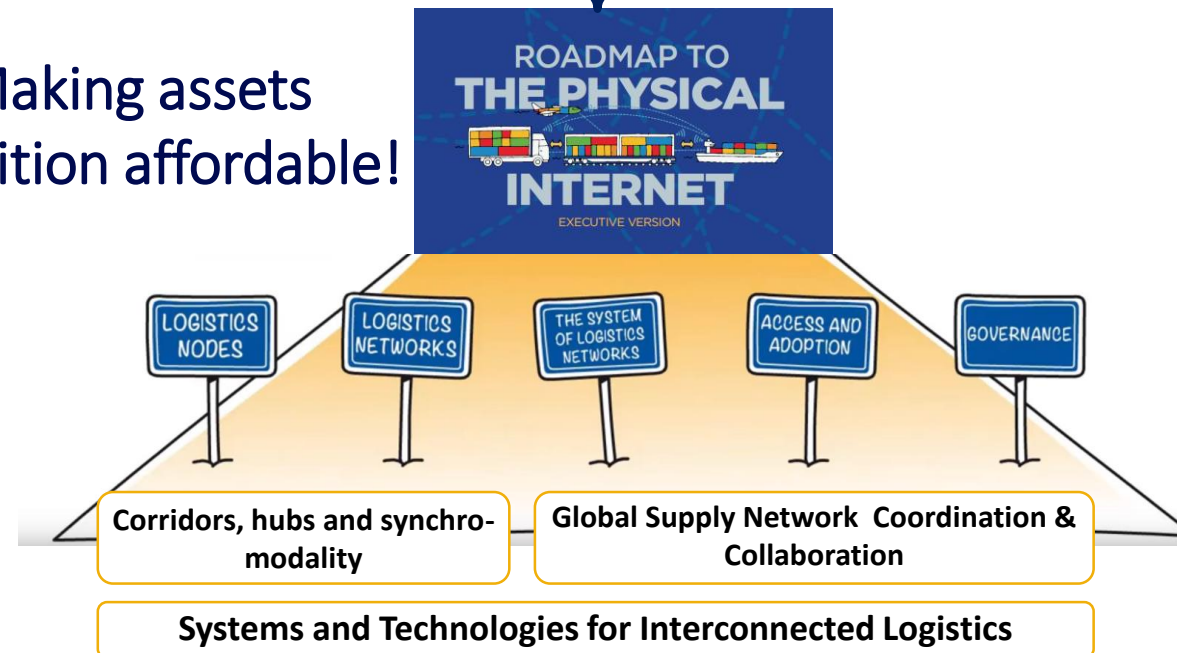 ROADMAP TO
THE PHYSICAL
INTERNET
EXECUTIVE VERSION
Making assets
ition affordable!
LOGISTICS
NODES
LOGISTICS
NETWORKS
THE SYSTEM
OF LOGISTICS
NETWORKS
ACCESS AND
ADOPTION
GOVERNANCE
Corridors, hubs and synchro-
modality
Global Supply Network Coordination &
Collaboration
Systems and Technologies for Interconnected Logistics